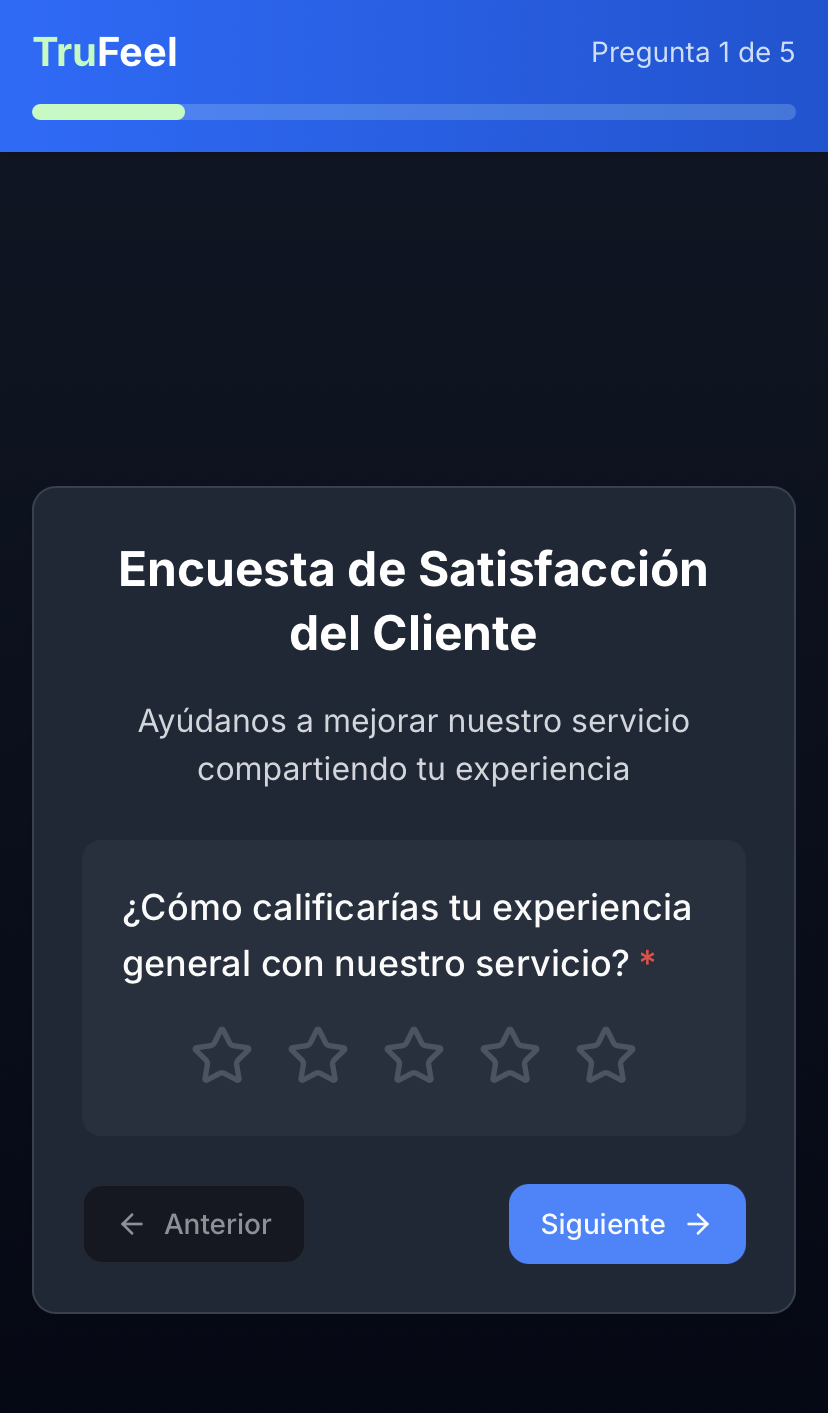 TruFeel
Pregunta 1 de 5
Encuesta de Satisfacción
del Cliente
Ayúdanos a mejorar nuestro servicio
compartiendo tu experiencia
¿Cómo calificarías tu experiencia
general con nuestro servicio? *
Anterior
Siguiente